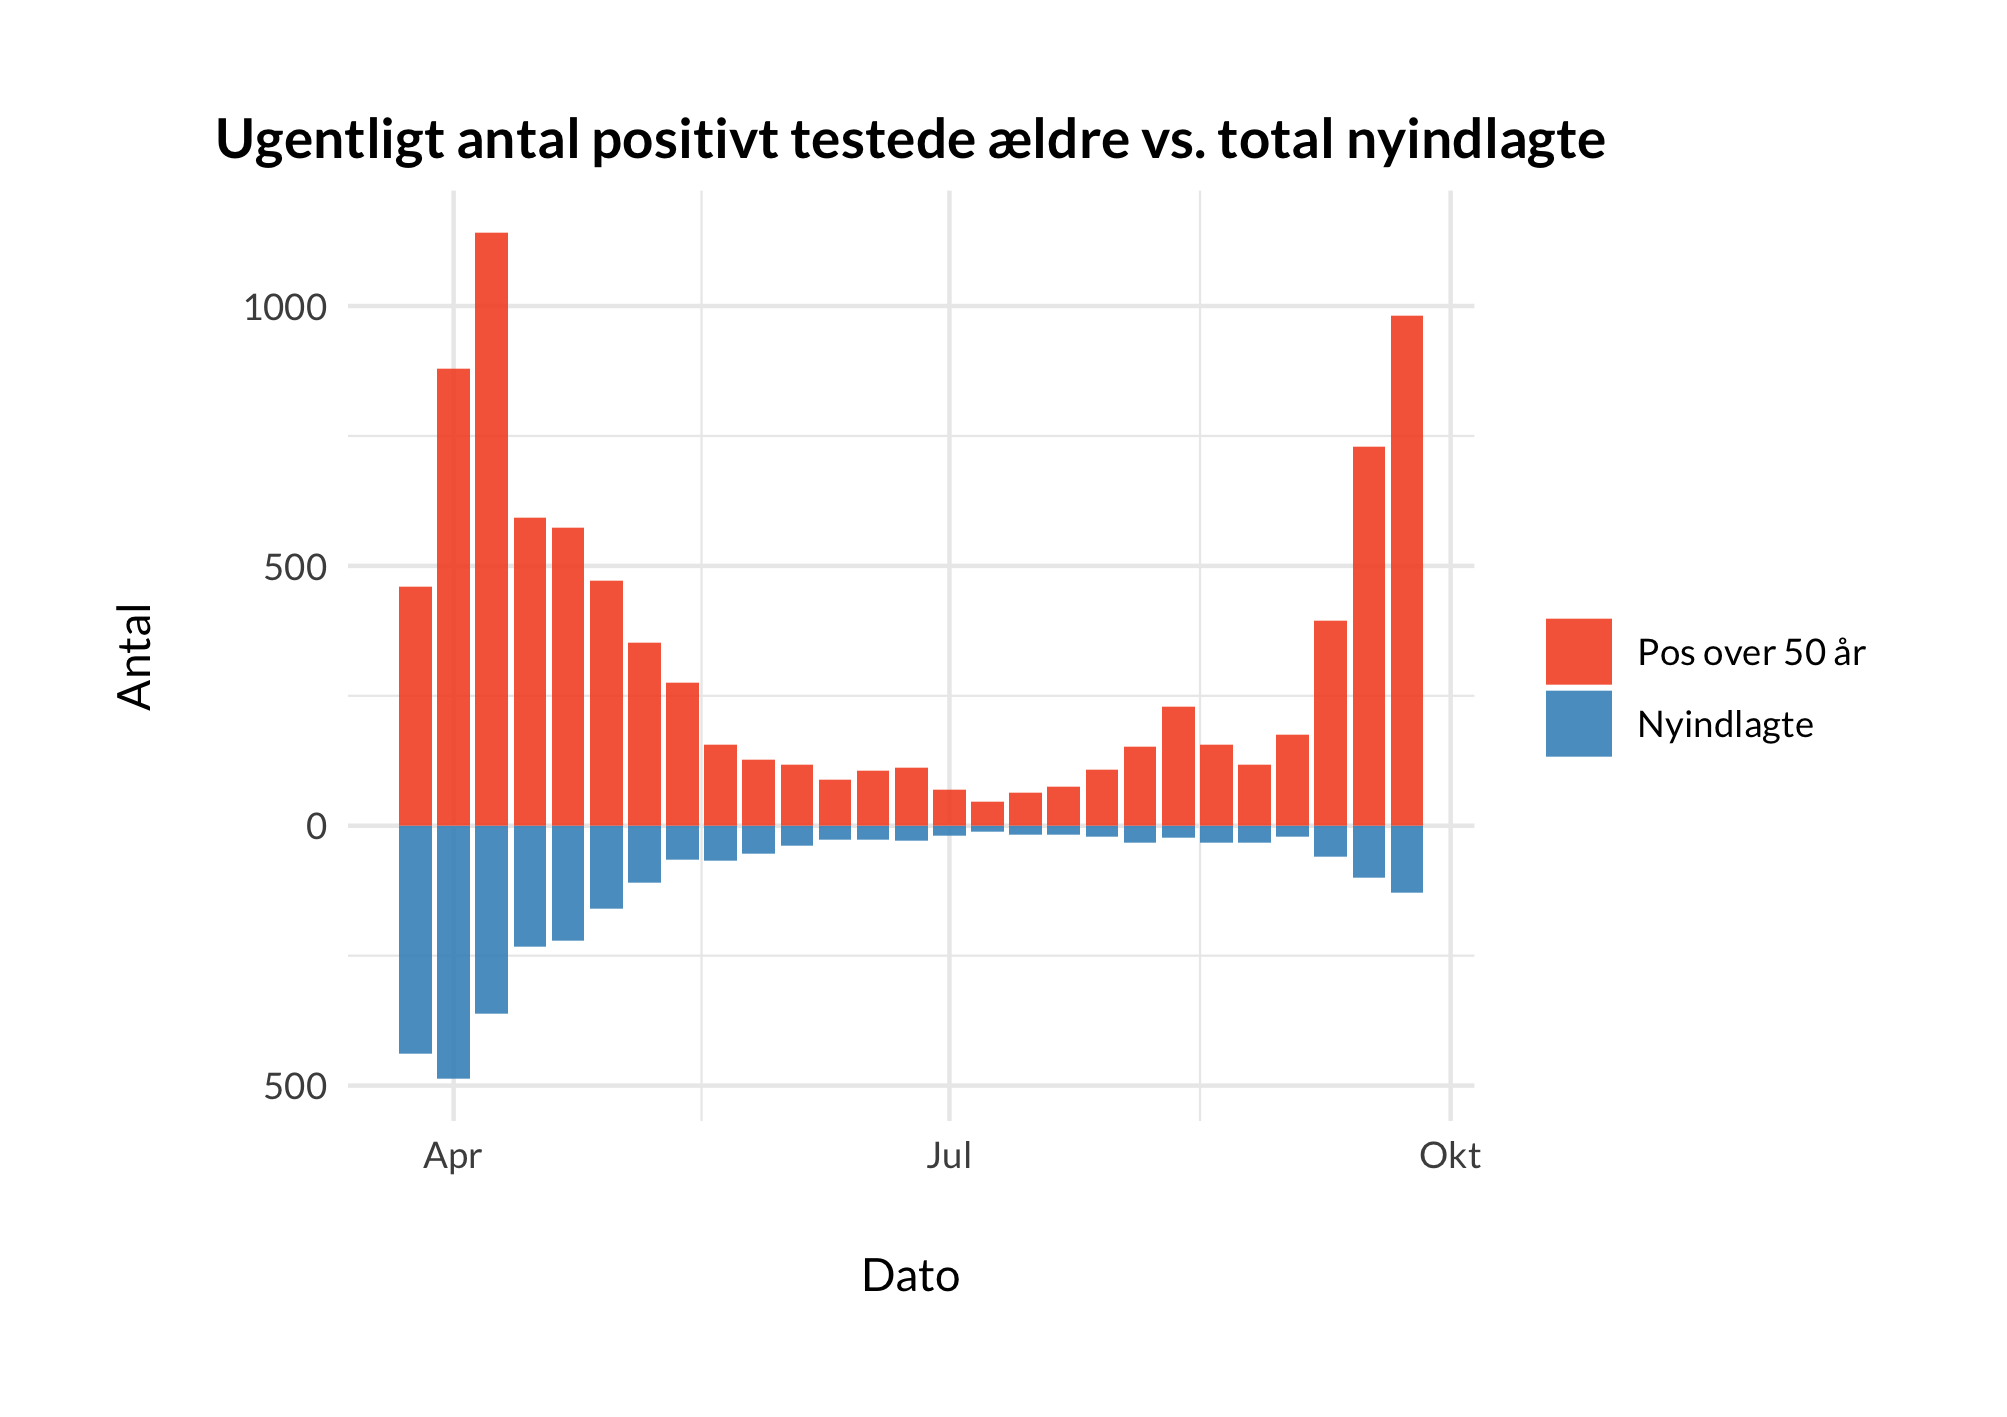 Ugentligt antal positivt testede ældre vs. total nyindlagte
Antal
1000
500
0
500
Apr
Jul
Okt
Dato
Pos over 50 år
Nyindlagte